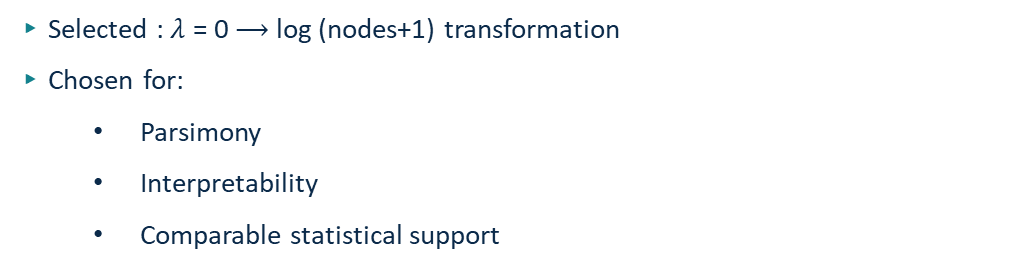 ▸ Selected : λ = 0 ⟶ log (nodes+1) transformation
▸ Chosen for:
• Parsimony
• Interpretability
• Comparable statistical support